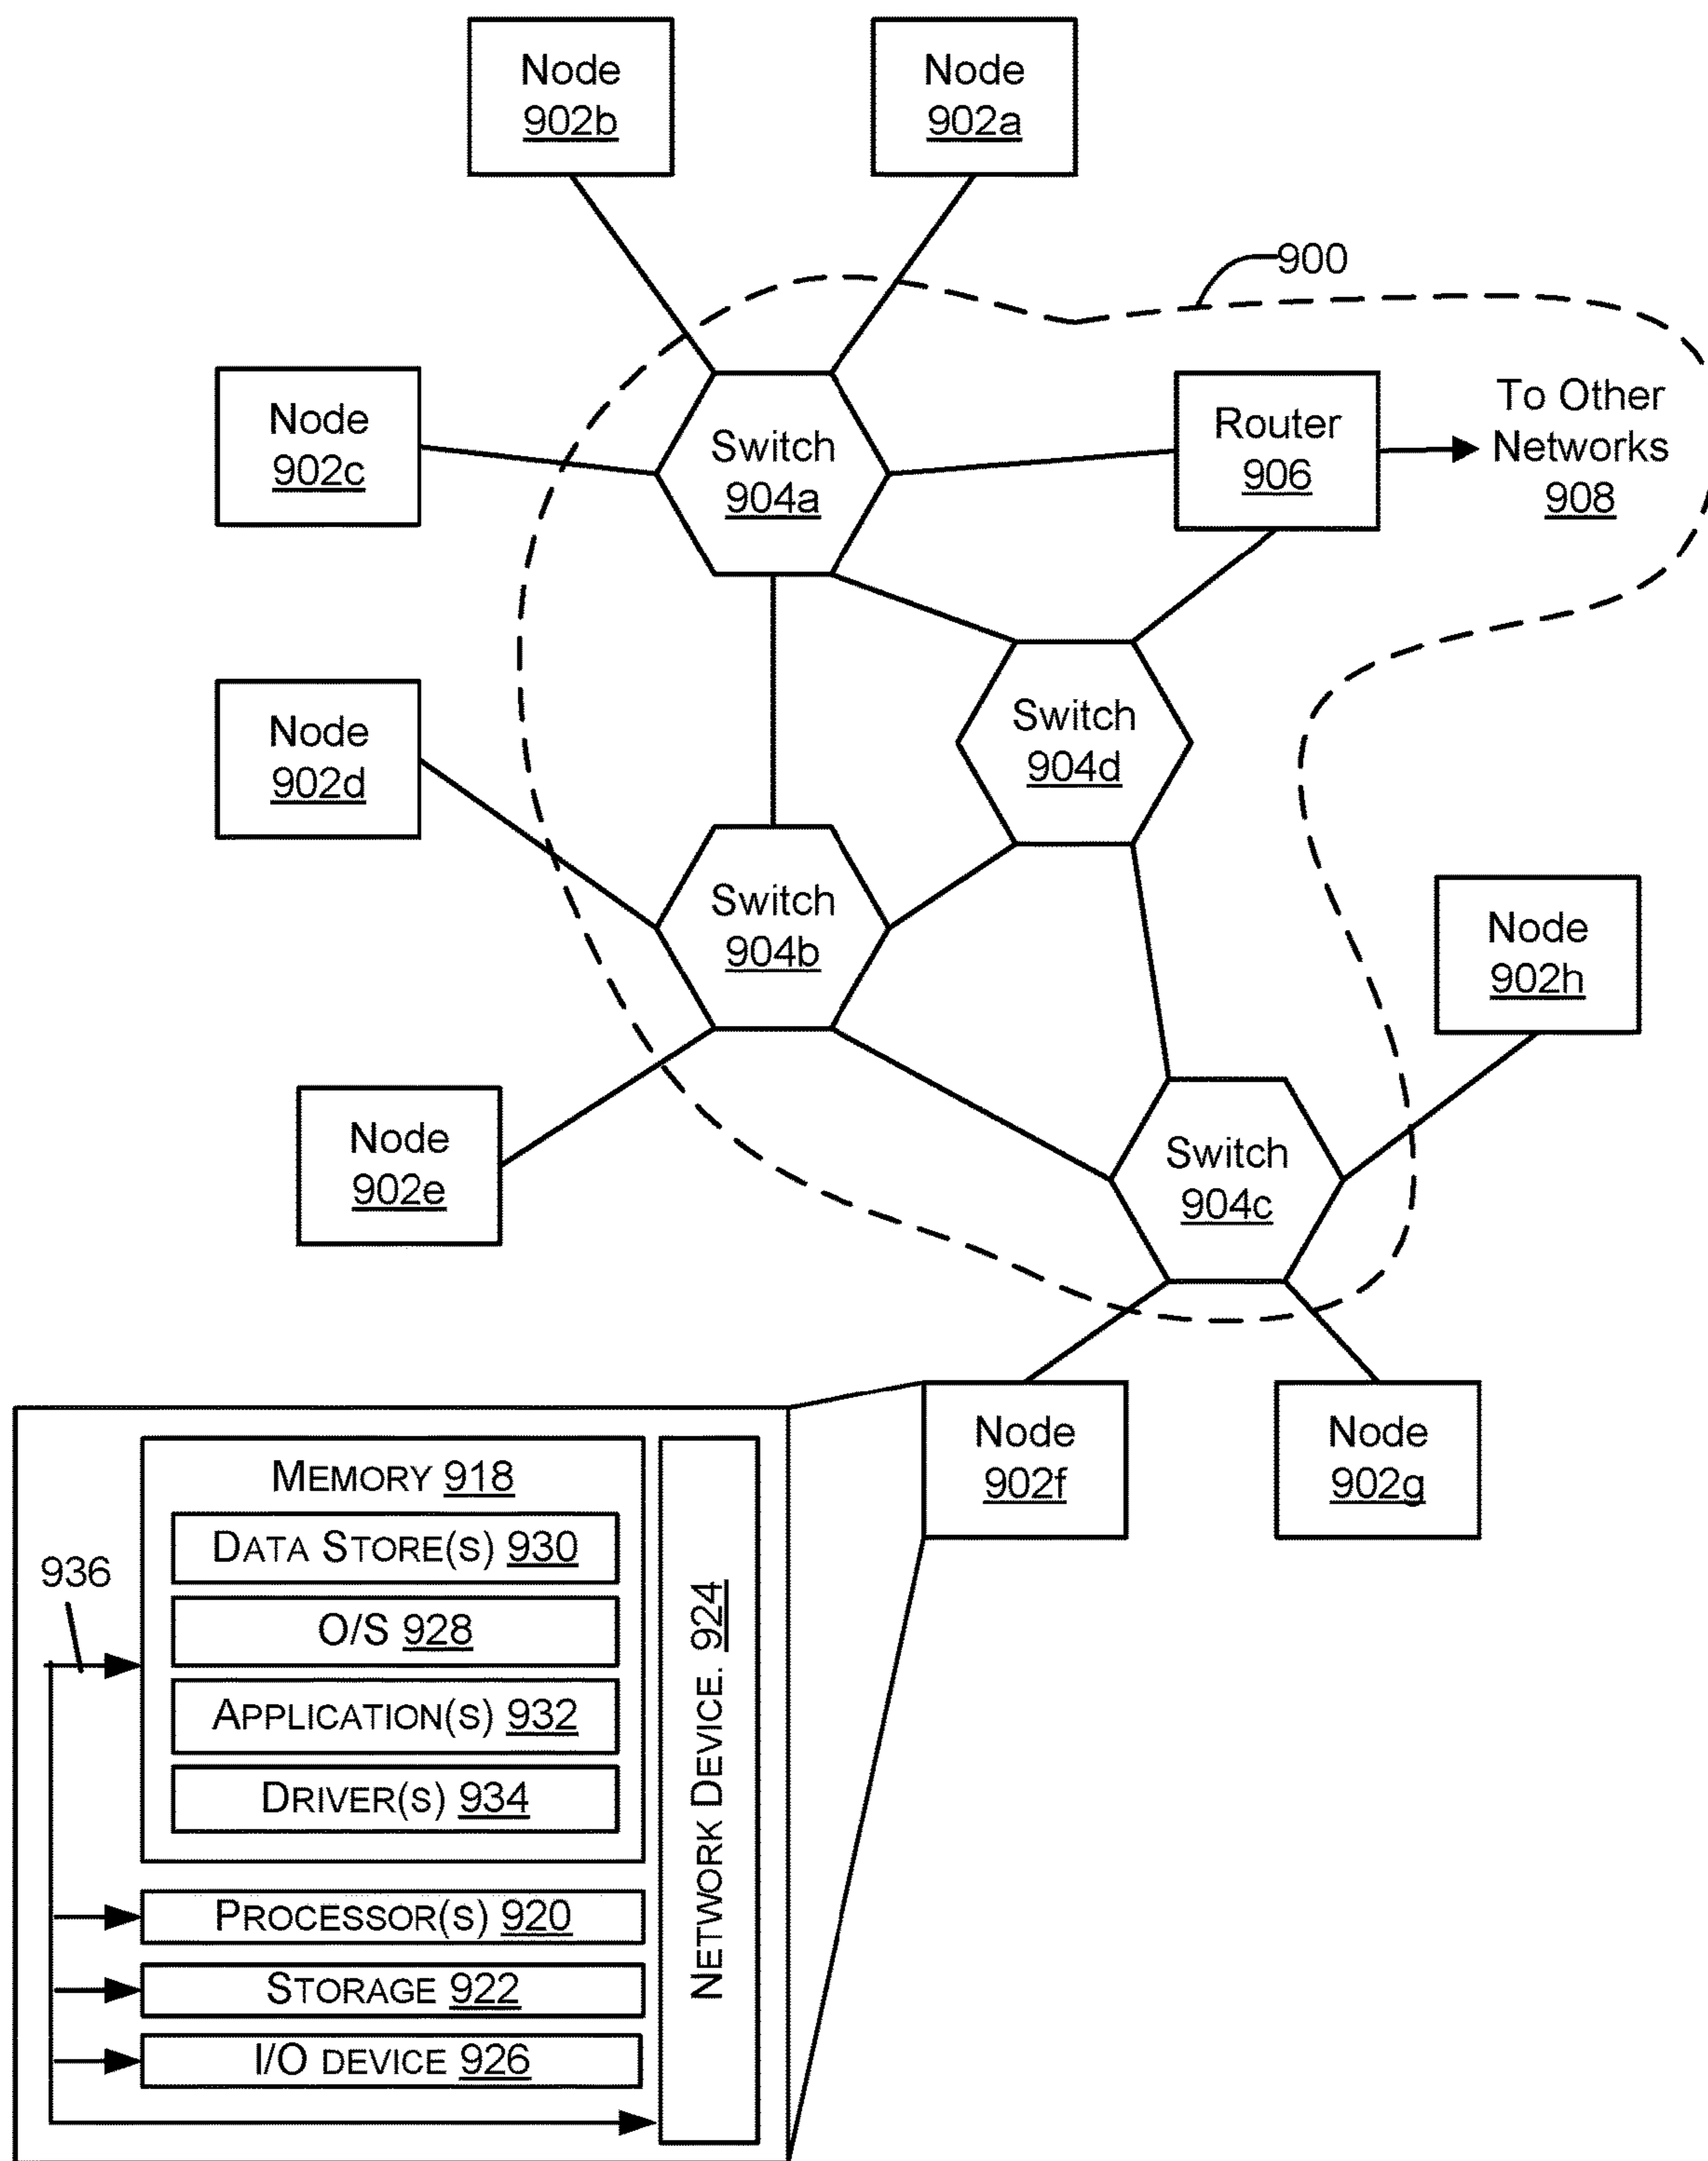 Node
902b
Node
902a
900
Node
902c
Switch
904a
Router
906
To Other
Networks
908
Node
902d
Switch
904d
Switch
904b
Node
902h
Node
902e
Switch
904c
Node
902f
Node
902g
MEMORY 918
DATA STORE(S) 930
936
O/S 928
APPLICATION(S) 932
DRIVER(S) 934
NETWORK DEVICE. 924
PROCESSOR(S) 920
STORAGE 922
I/O DEVICE 926